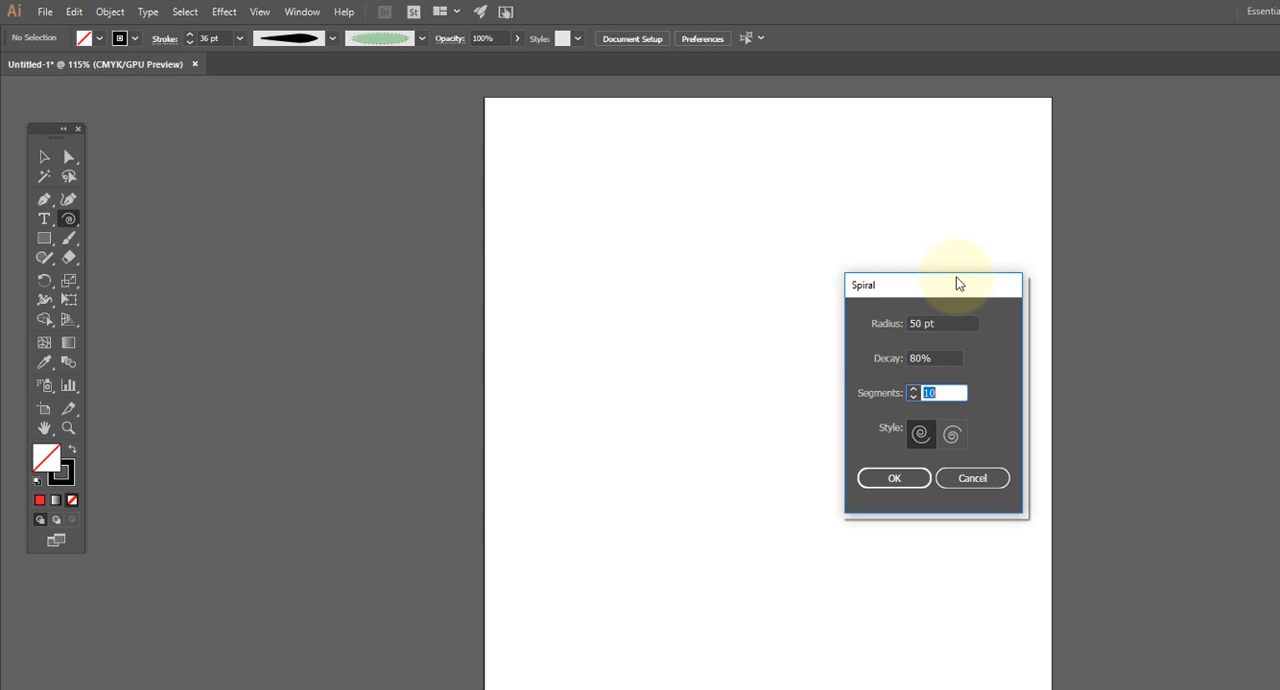 Ai File Edit Object Type Select Effect View Window Help Br St Essentia
No Selection Stroke: 36 pt Opacity: 100% Style: Document Setup Preferences
Untitled-1* @ 115% (CMYK/GPU Preview) ×
T
Spiral
Radius: 50 pt
Decay: 80%
Segments: 10
Style:
OK Cancel